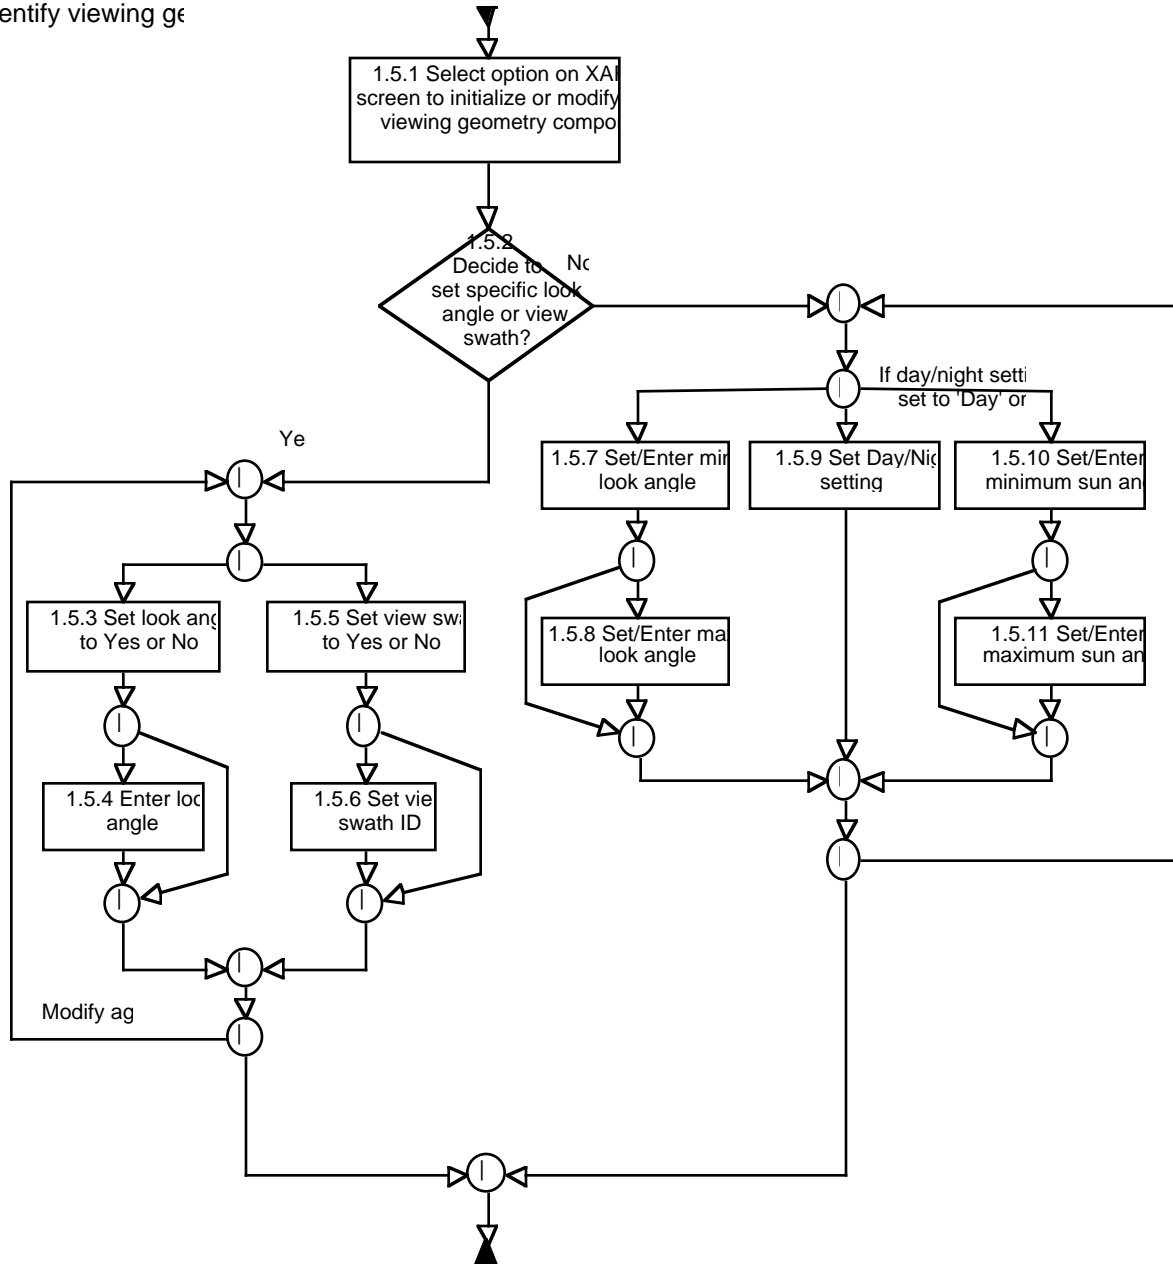 entify viewing ge
1.5.1 Select option on XAF
screen to initialize or modify
viewing geometry compo
1.5.2
Decide to
set specific look
angle or view
swath?
No
Ye
If day/night setti
set to 'Day' or
1.5.7 Set/Enter min
look angle
1.5.9 Set Day/Nig
setting
1.5.10 Set/Enter
minimum sun an
1.5.3 Set look ang
to Yes or No
1.5.5 Set view swa
to Yes or No
1.5.8 Set/Enter ma
look angle
1.5.11 Set/Enter
maximum sun an
1.5.4 Enter loo
angle
1.5.6 Set vie
swath ID
Modify ag